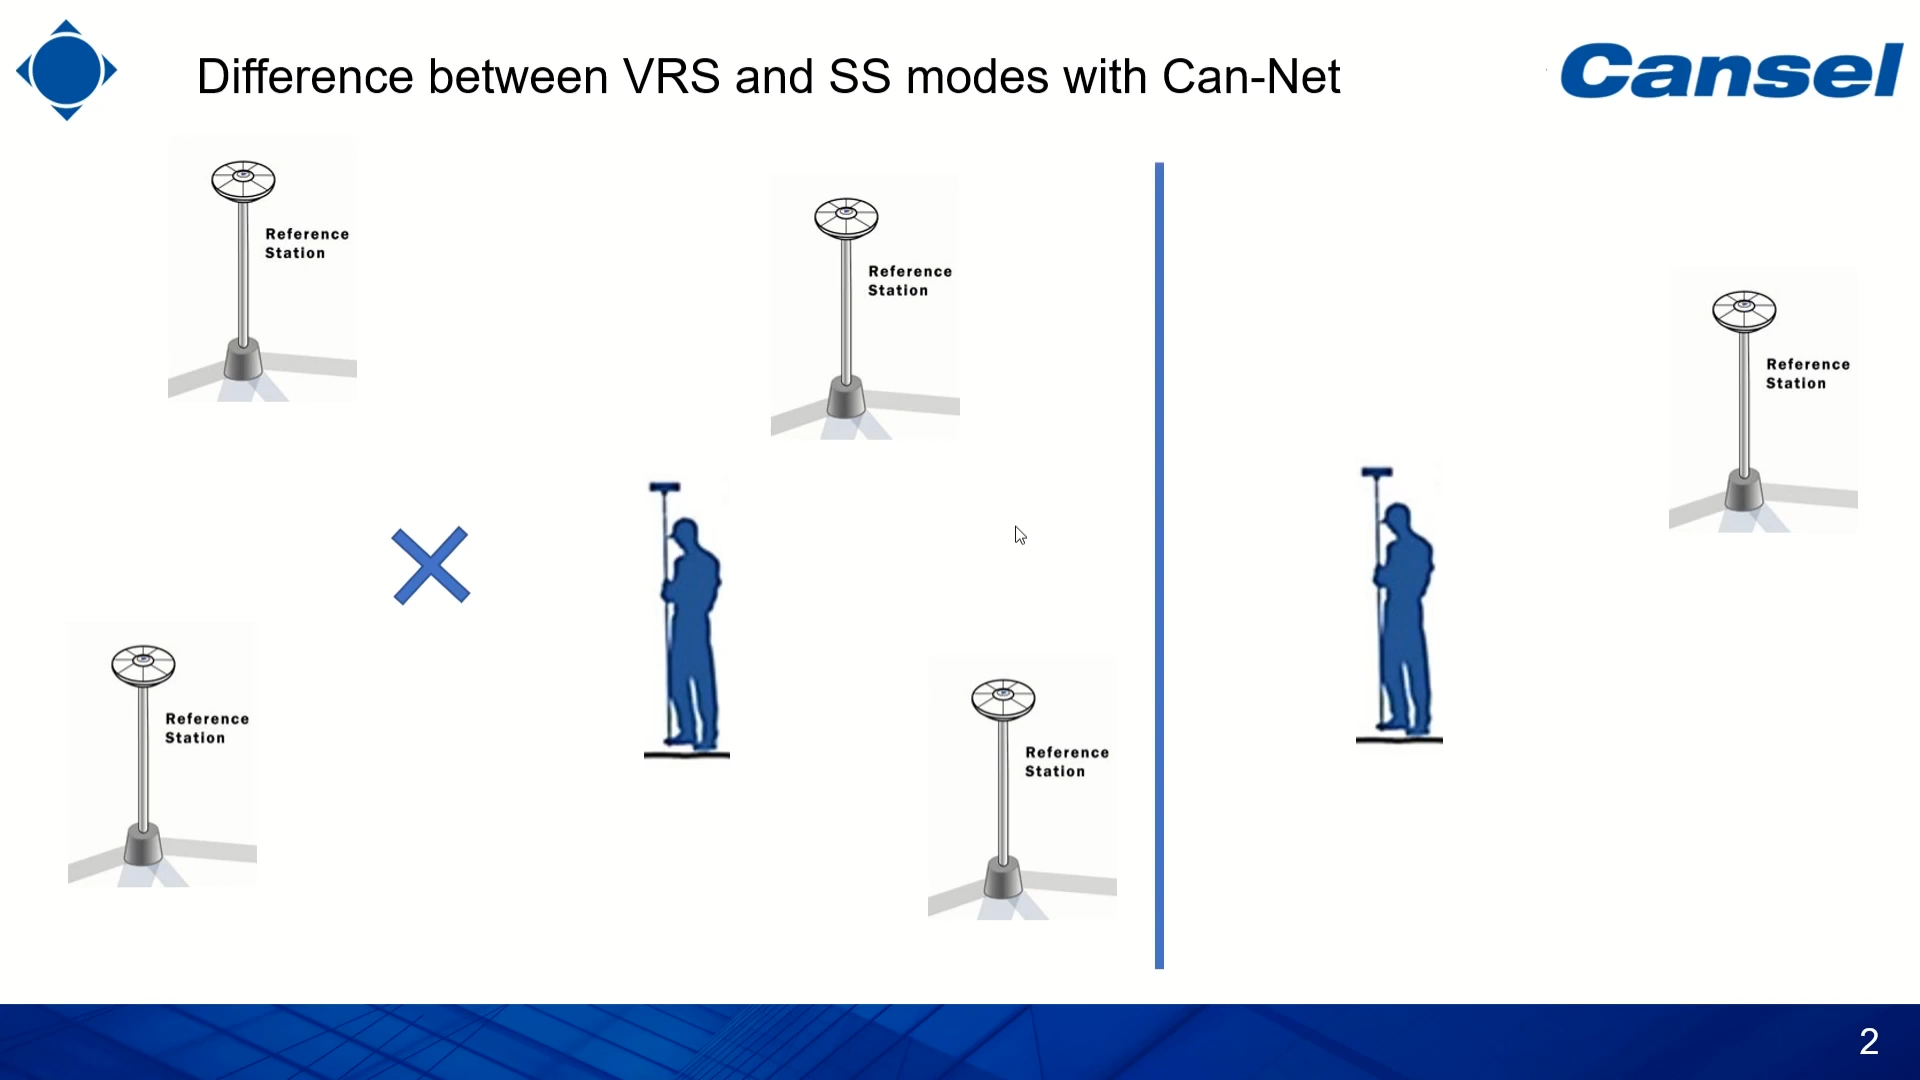 Difference between VRS and SS modes with Can-Net
Cansel
Reference
Station
Reference
Station
Reference
Station
Reference
Station
Reference
Station
2